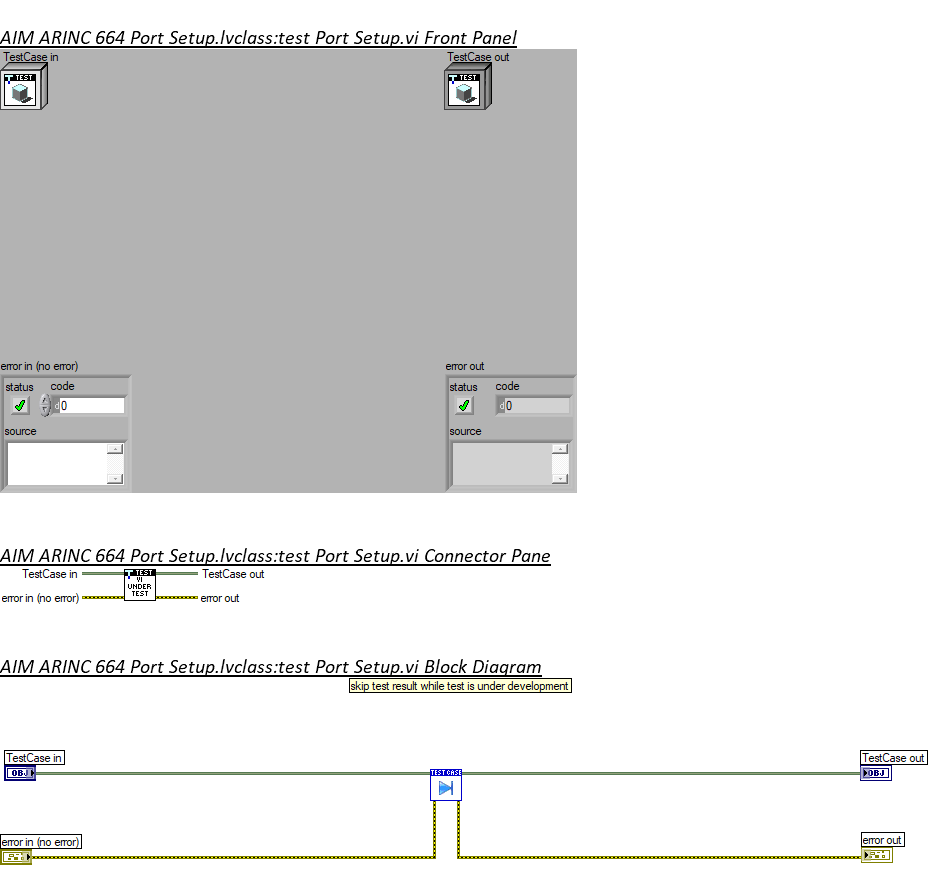 AIM ARINC 664 Port Setup.lvclass:test Port Setup.vi Front Panel
TestCase in TestCase out
TEST TEST
error in (no error) error out
status code status code
d 0 d 0
source source
AIM ARINC 664 Port Setup.lvclass:test Port Setup.vi Connector Pane
TestCase in TEST TestCase out
VI
UNDER
error in (no error) TEST error out
AIM ARINC 664 Port Setup.lvclass:test Port Setup.vi Block Diagram
skip test result while test is under development
TestCase in TestCase out
OBJ TEST CASE OBJ
error in (no error) error out